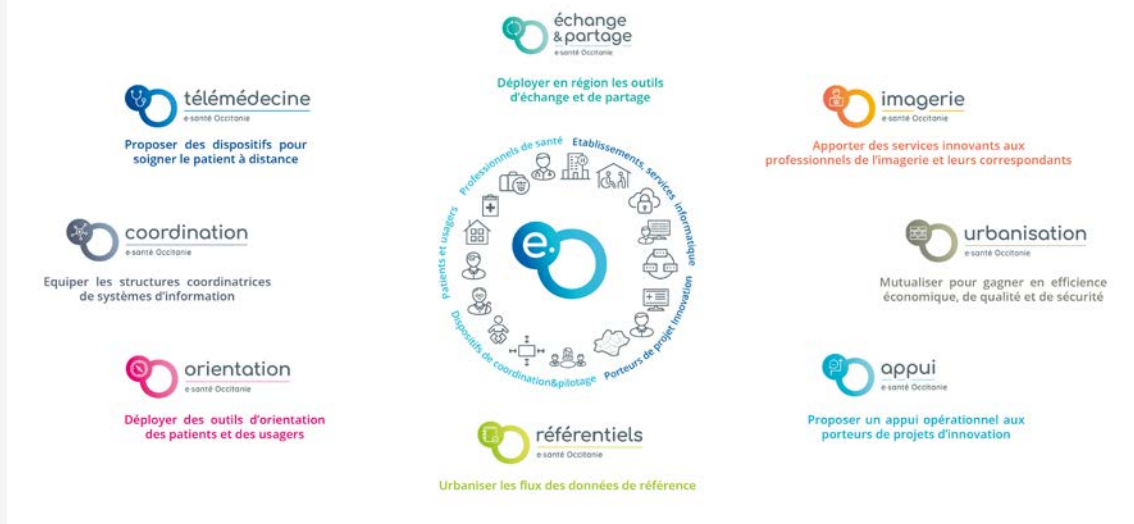 échange
&partage
e-santé Occitanie
Déployer en région les outils
d'échange et de partage
télémédecine
e-santé Occitanie
Proposer des dispositifs pour
soigner le patient à distance
imagerie
e-santé Occitanie
Apporter des services innovants aux
professionnels de l'imagerie et leurs correspondants
Professionnels de santé
Etablissements, services informatique
Patients et usagers
Porteurs de projet Innovation
Dispositifs de coordination&pilotage
e.
coordination
e-santé Occitanie
Equiper les structures coordinatrices
de systèmes d'information
urbanisation
e-santé Occitanie
Mutualiser pour gagner en efficience
économique, de qualité et de sécurité
orientation
e-santé Occitanie
Déployer des outils d'orientation
des patients et des usagers
appui
e-santé Occitanie
Proposer un appui opérationnel aux
porteurs de projets d'innovation
référentiels
e-santé Occitanie
Urbaniser les flux des données de référence